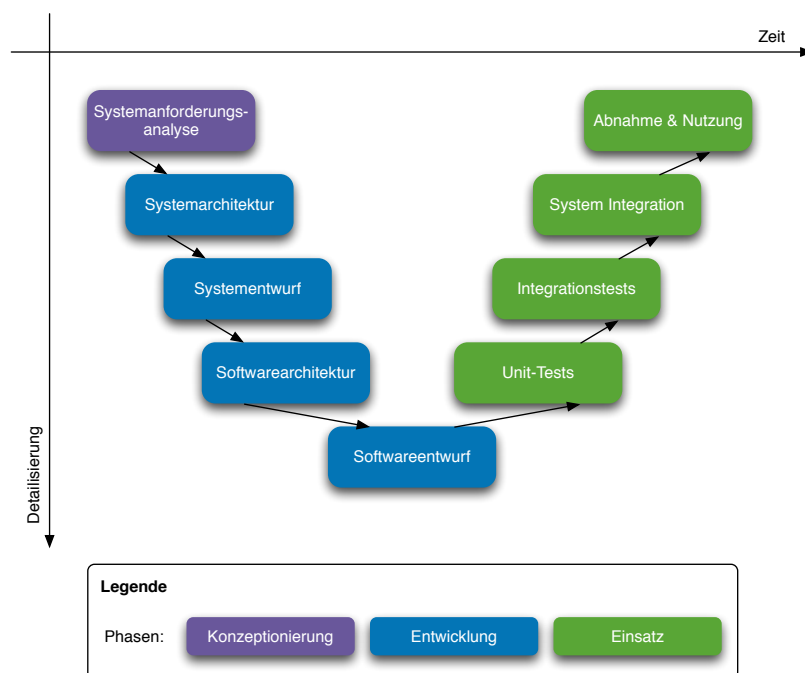 Zeit
Systemanforderungs-
analyse
Abnahme & Nutzung
Systemarchitektur
System Integration
Systementwurf
Integrationstests
Softwarearchitektur
Unit-Tests
Softwareentwurf
Detailisierung
Legende
Phasen:
Konzeptionierung
Entwicklung
Einsatz